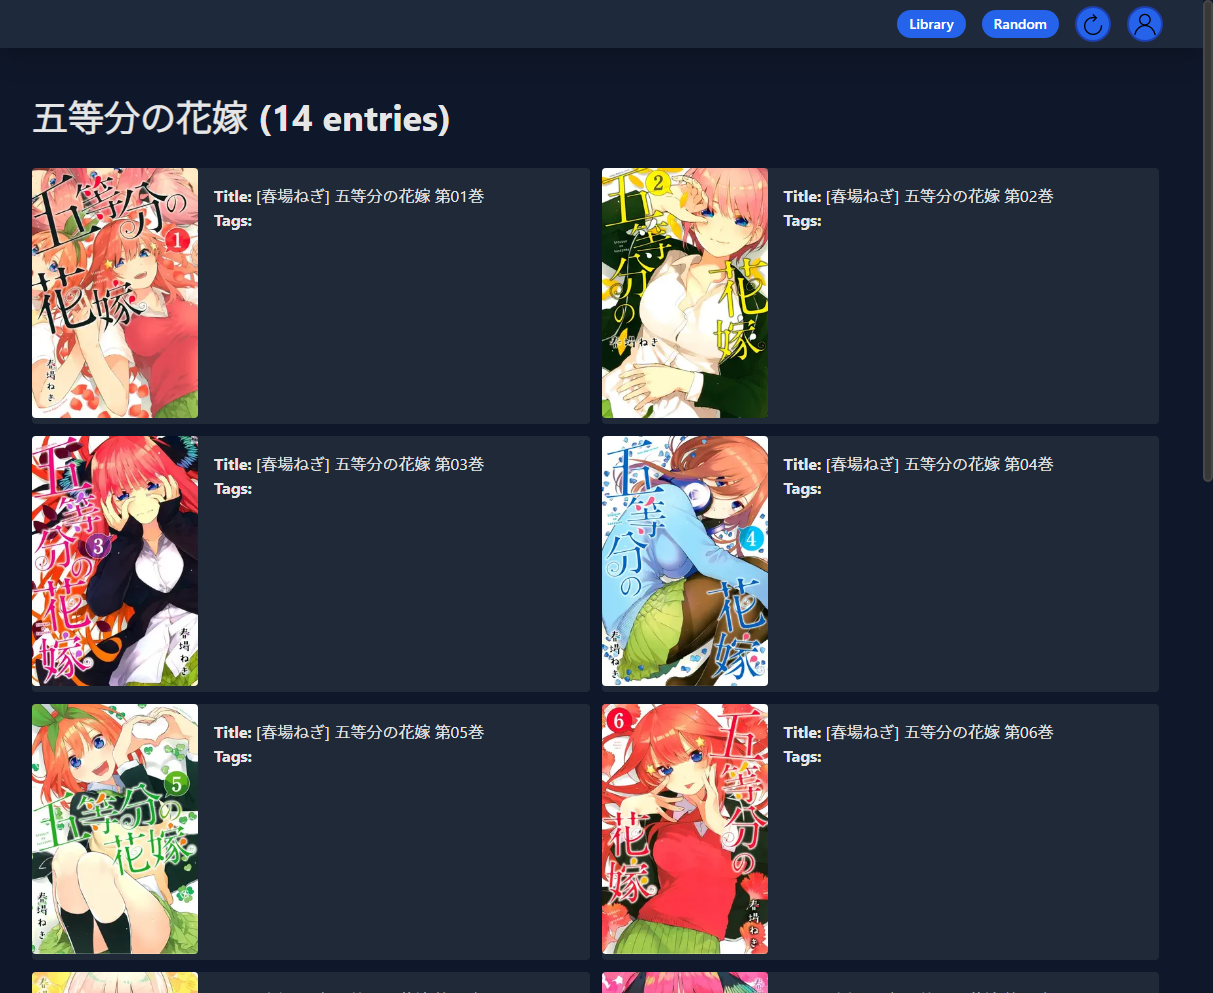 Library
Random
五等分の花嫁 (14 entries)
五等分の
1
花嫁
春場ねぎ
Title: [春場ねぎ] 五等分の花嫁 第01巻
Tags:
2
五等分の
花嫁
春場ねぎ
Title: [春場ねぎ] 五等分の花嫁 第02巻
Tags:
五等分の花嫁
3
春場ねぎ
Title: [春場ねぎ] 五等分の花嫁 第03巻
Tags:
五等分の
4
花嫁
春場ねぎ
Title: [春場ねぎ] 五等分の花嫁 第04巻
Tags:
5
五等分の
花嫁
春場ねぎ
Title: [春場ねぎ] 五等分の花嫁 第05巻
Tags:
6
五等分の
花嫁
春場ねぎ
Title: [春場ねぎ] 五等分の花嫁 第06巻
Tags: